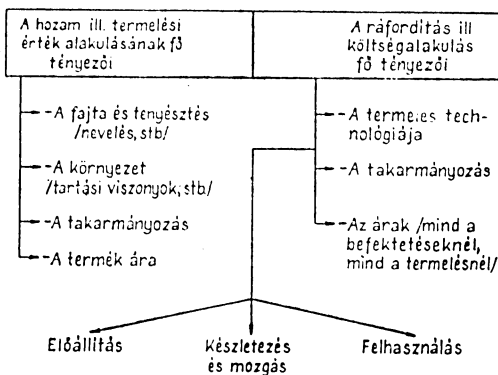 A hozam ill. termelési
érték alakulásának fő
tényezői
A ráfordítás ill
költségalakulás
fő tényezői
-A fajta és tenyésztés
/nevelés, stb/
-A környezet
/tartási viszonyok, stb/
-A takarmányozás
-A termék ára
-A termelés tech-
nológiája
-A takarmányozás
-Az árak /mind a
befektetéseknél,
mind a termelésnél/
Előállítás
Készletezés
és mozgás
Felhasználás